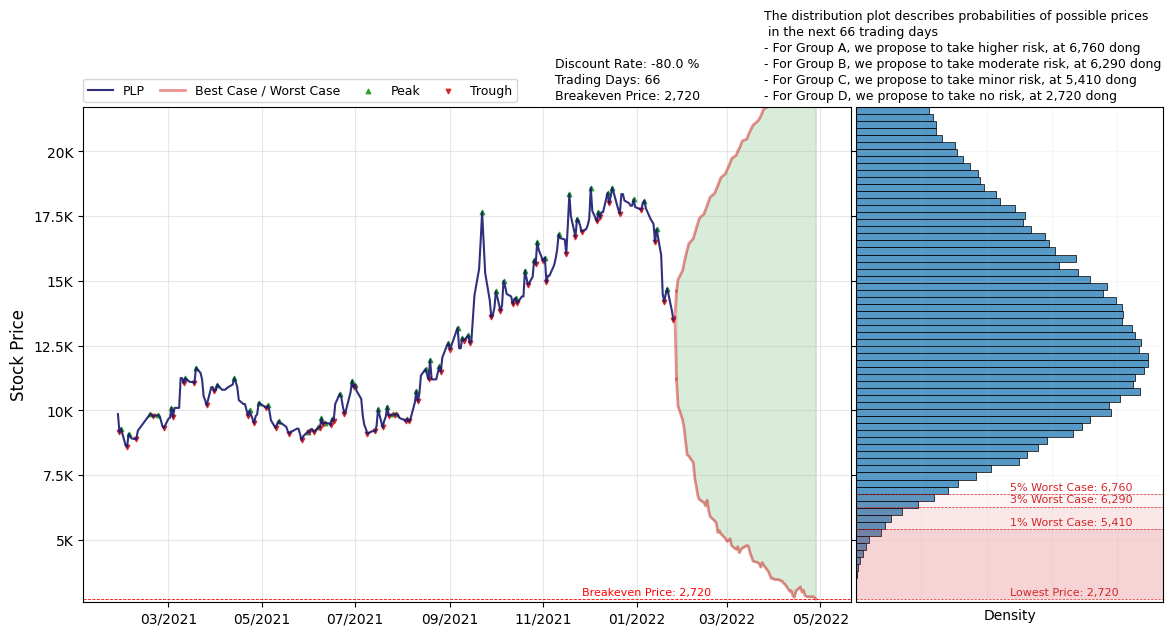 The distribution plot describes probabilities of possible prices
in the next 66 trading days
- For Group A, we propose to take higher risk, at 6,760 dong
- For Group B, we propose to take moderate risk, at 6,290 dong
- For Group C, we propose to take minor risk, at 5,410 dong
- For Group D, we propose to take no risk, at 2,720 dong
Discount Rate: -80.0 %
Trading Days: 66
Breakeven Price: 2,720
PLP
Best Case / Worst Case
Peak
Trough
Stock Price
20K
17.5K
15K
12.5K
10K
7.5K
5K
Breakeven Price: 2,720
03/2021
05/2021
07/2021
09/2021
11/2021
01/2022
03/2022
05/2022
5% Worst Case: 6,760
3% Worst Case: 6,290
1% Worst Case: 5,410
Lowest Price: 2,720
Density